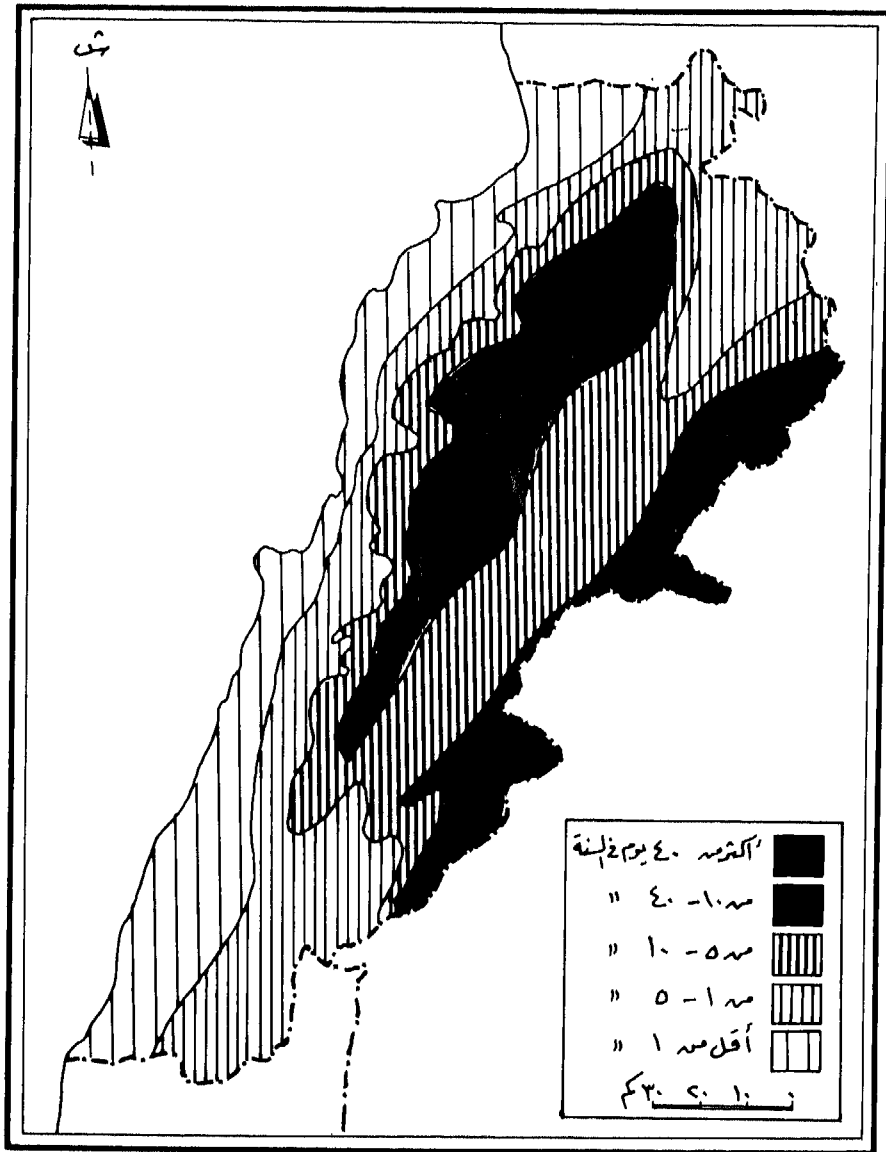 ش
أكثر من ٤٠ يوم في السنة
من ١٠ - ٤٠ "
من ٥ - ١٠ "
من ١ - ٥ "
أقل من ١ "
٠ ١٠ ٢٠ ٣٠ كم